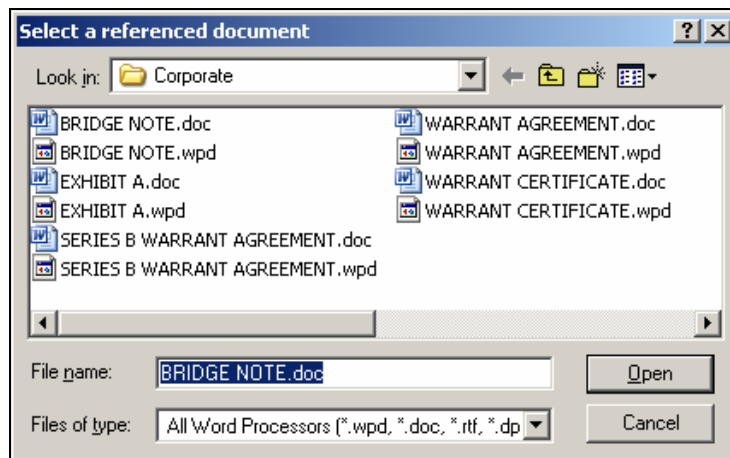 Select a referenced document
Look in: Corporate
BRIDGE NOTE.doc
BRIDGE NOTE.wpd
EXHIBIT A.doc
EXHIBIT A.wpd
SERIES B WARRANT AGREEMENT.doc
SERIES B WARRANT AGREEMENT.wpd
WARRANT AGREEMENT.doc
WARRANT AGREEMENT.wpd
WARRANT CERTIFICATE.doc
WARRANT CERTIFICATE.wpd
File name: BRIDGE NOTE.doc
Open
Files of type: All Word Processors (*.wpd, *.doc, *.rtf, *.dp
Cancel